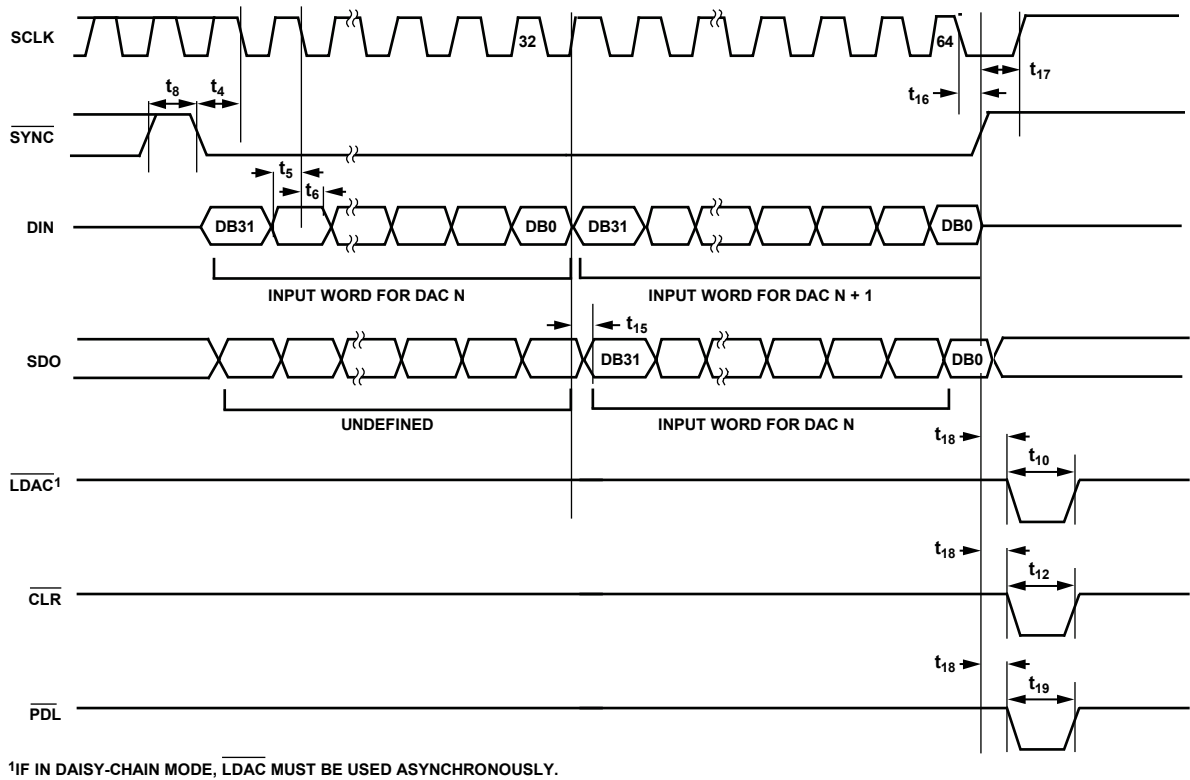 SCLK
32
64
t17
t16
t8
t4
SYNC
t5
t6
DIN
DB31
DB0
DB31
DB0
INPUT WORD FOR DAC N
INPUT WORD FOR DAC N + 1
t15
SDO
DB31
DB0
UNDEFINED
INPUT WORD FOR DAC N
t18
t10
LDAC1
t18
t12
CLR
t18
t19
PDL
1IF IN DAISY-CHAIN MODE, LDAC MUST BE USED ASYNCHRONOUSLY.